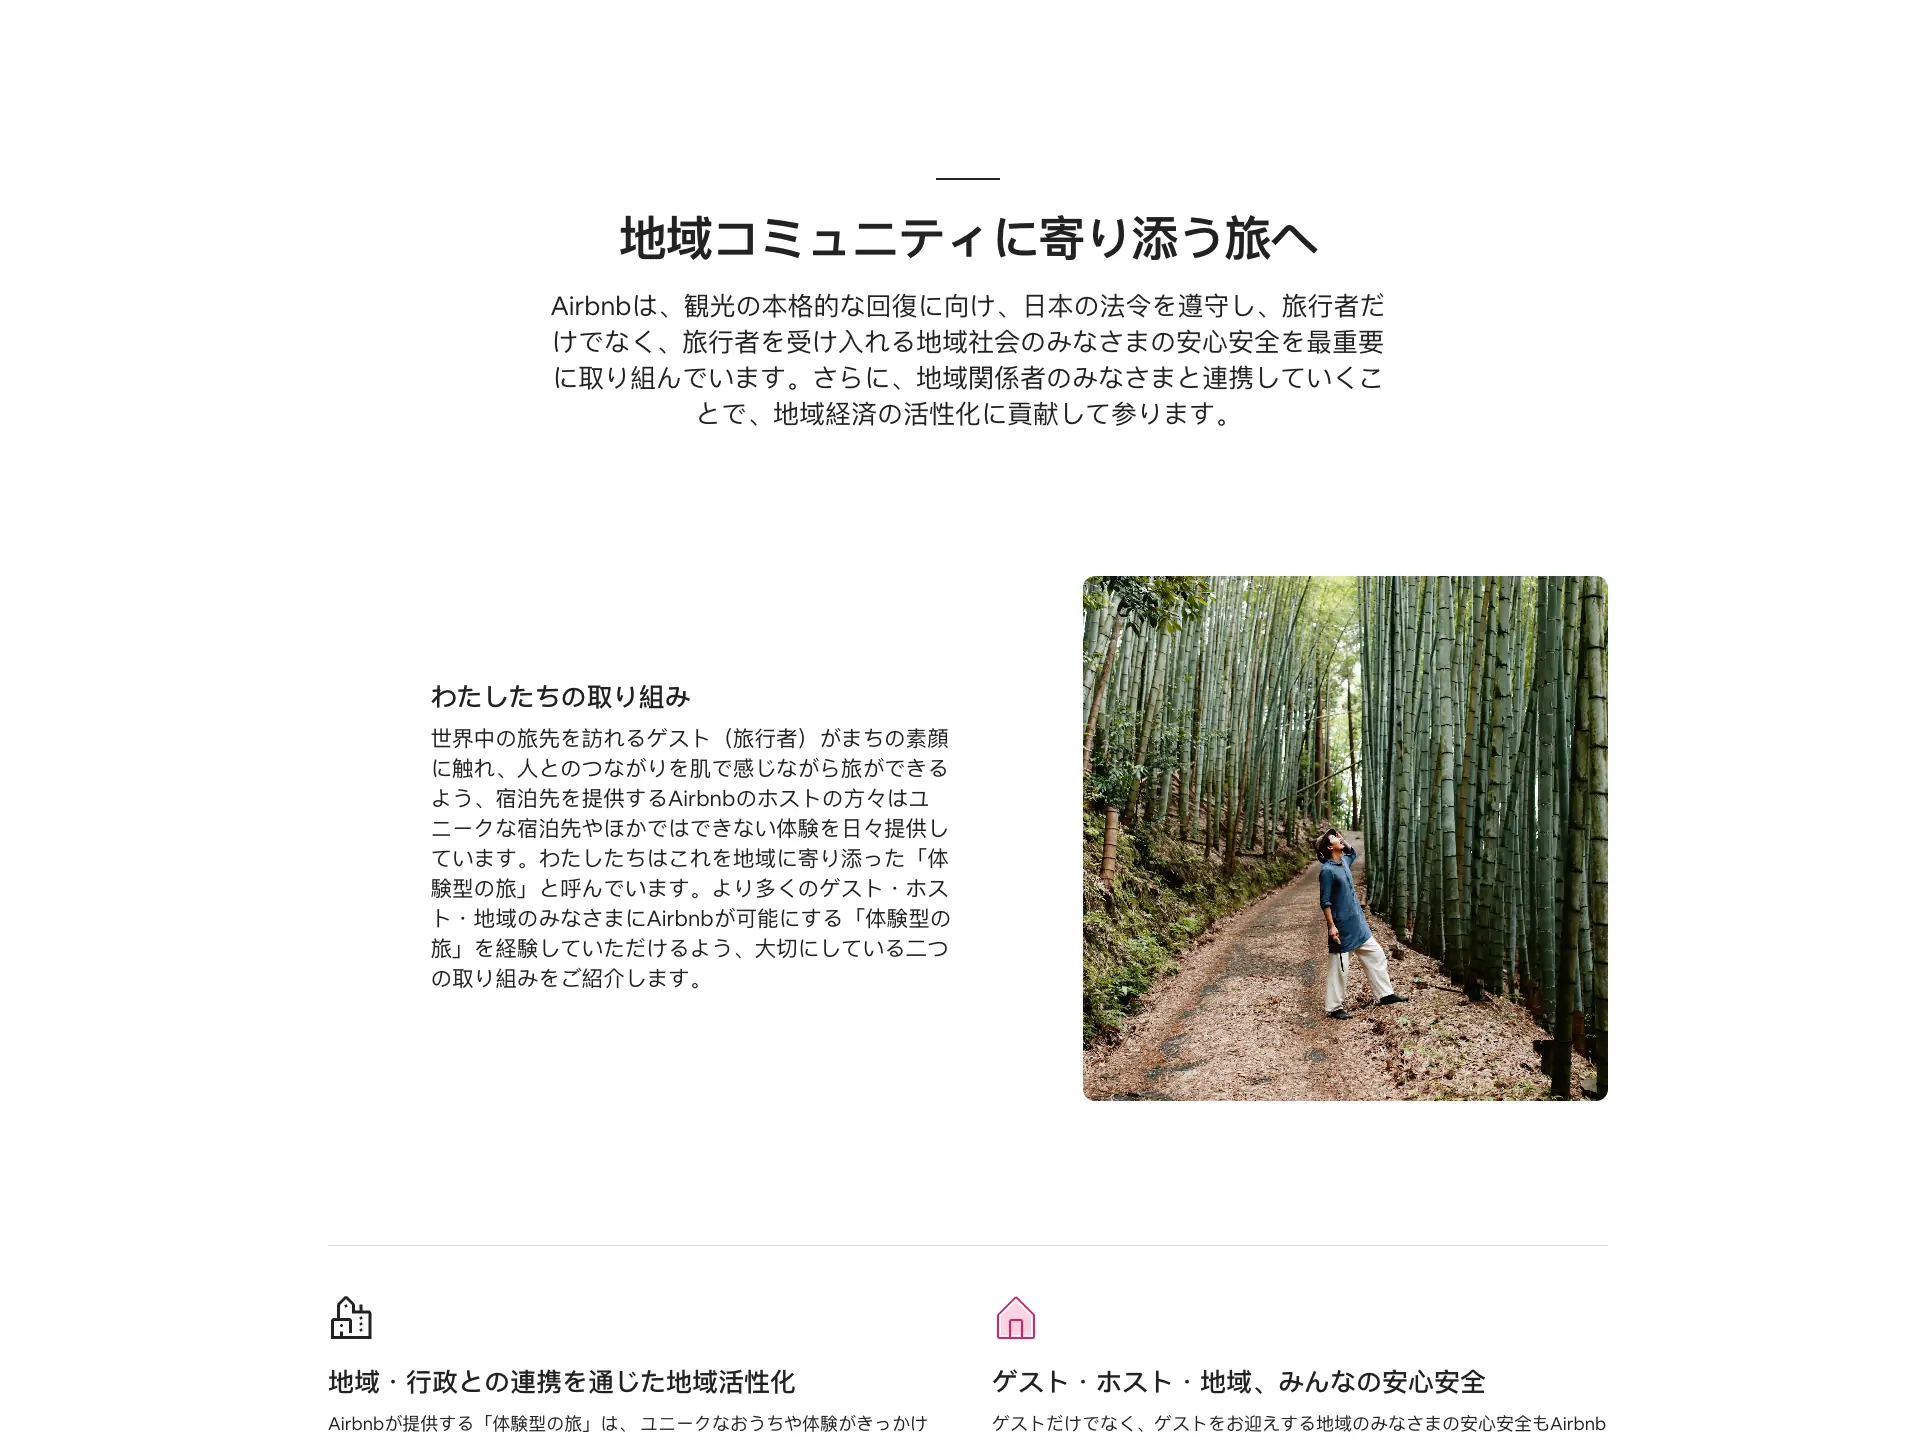 地域コミュニティに寄り添う旅へ
Airbnbは、観光の本格的な回復に向け、日本の法令を遵守し、旅行者だ
けでなく、旅行者を受け入れる地域社会のみなさまの安心安全を最重要
に取り組んでいます。さらに、地域関係者のみなさまと連携していくこ
とで、地域経済の活性化に貢献して参ります。
わたしたちの取り組み
世界中の旅先を訪れるゲスト（旅行者）がまちの素顔
に触れ、人とのつながりを肌で感じながら旅ができる
よう、宿泊先を提供するAirbnbのホストの方々はユ
ニークな宿泊先やほかではできない体験を日々提供し
ています。わたしたちはこれを地域に寄り添った「体
験型の旅」と呼んでいます。より多くのゲスト・ホス
ト・地域のみなさまにAirbnbが可能にする「体験型の
旅」を経験していただけるよう、大切にしている二つ
の取り組みをご紹介します。
地域・行政との連携を通じた地域活性化
Airbnbが提供する「体験型の旅」は、ユニークなおうちや体験がきっかけ
ゲスト・ホスト・地域、みんなの安心安全
ゲストだけでなく、ゲストをお迎えする地域のみなさまの安心安全もAirbnb